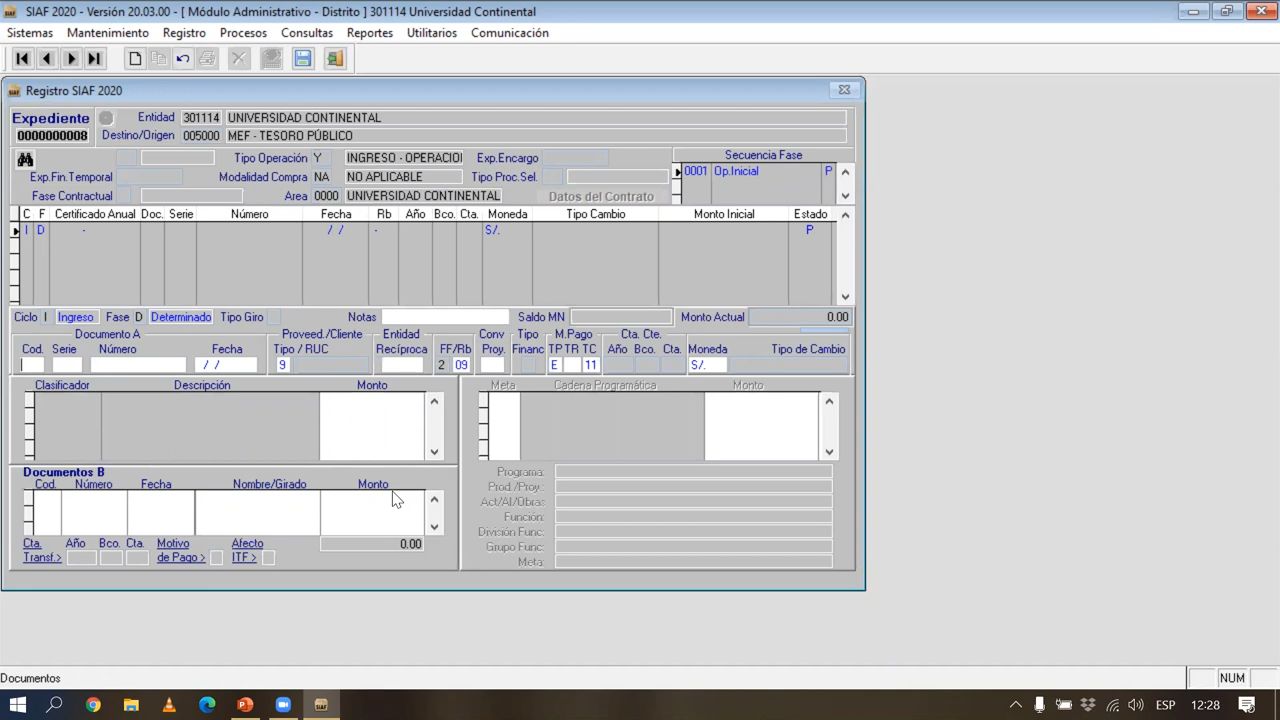 SIAF 2020 - Versión 20.03.00 - [ Módulo Administrativo - Distrito ] 301114 Universidad Continental
Sistemas Mantenimiento Registro Procesos Consultas Reportes Utilitarios Comunicación
Registro SIAF 2020
Expediente Entidad 301114 UNIVERSIDAD CONTINENTAL
0000000008 Destino/Origen 005000 MEF - TESORO PÚBLICO
Tipo Operación Y INGRESO - OPERACIO Exp.Encargo Secuencia Fase
Exp.Fin.Temporal Modalidad Compra NA NO APLICABLE Tipo Proc.Sel. 0001 Op.Inicial P
Fase Contractual Area 0000 UNIVERSIDAD CONTINENTAL Datos del Contrato
C F Certificado Anual Doc. Serie Número Fecha Rb Año Bco. Cta. Moneda Tipo Cambio Monto Inicial Estado
I D - / / - S/. P
Ciclo I Ingreso Fase D Determinado Tipo Giro Notas Saldo MN Monto Actual 0.00
Documento A Proveed./Cliente Entidad Conv Tipo M.Pago Cta. Cte.
Cod. Serie Número Fecha Tipo / RUC Recíproca FF/Rb Proy. Financ TP TR TC Año Bco. Cta. Moneda Tipo de Cambio
/ / 9 2 09 E 11 S/.
Clasificador Descripción Monto Meta Cadena Programática Monto
Documentos B
Cod. Número Fecha Nombre/Girado Monto
Programa:
Prod./Proy.:
Act/AI/Obras
Función:
División Func:
Grupo Func:
Meta:
Cta. Año Bco. Cta. Motivo Afecto 0.00
Transf.> de Pago > ITF >
Documentos NUM
ESP 12:28